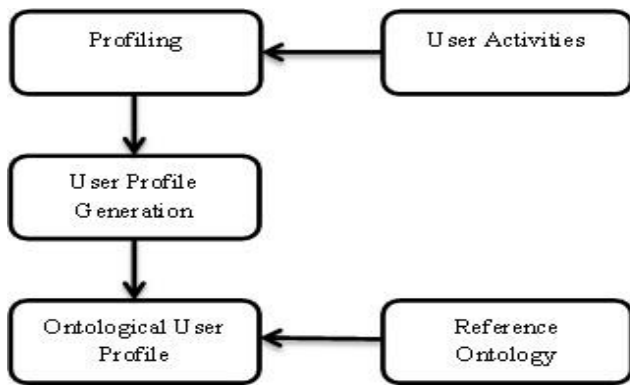 Profiling
User Activities
User Profile
Generation
Ontological User
Profile
Reference
Ontology